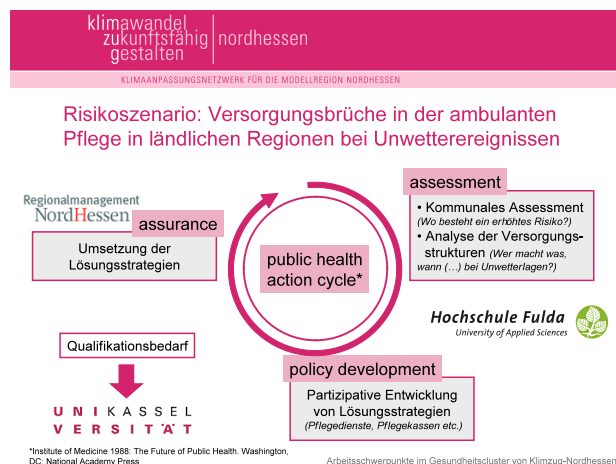 klimawandel
zukunftsfähig
gestalten
nordhessen
KLIMAANPASSUNGSNETZWERK FÜR DIE MODELLREGION NORDHESSEN
Risikoszenario: Versorgungsbrüche in der ambulanten
Pflege in ländlichen Regionen bei Unwetterereignissen
assessment
• Kommunales Assessment
(Wo besteht ein erhöhtes Risiko?)
• Analyse der Versorgungs-
strukturen (Wer macht was,
wann (…) bei Unwetterlagen?)
Regionalmanagement
NordHessen
assurance
Umsetzung der
Lösungsstrategien
public health
action cycle*
Hochschule Fulda
University of Applied Sciences
Qualifikationsbedarf
policy development
Partizipative Entwicklung
von Lösungsstrategien
(Pflegedienste, Pflegekassen etc.)
UNIKASSEL
VERSITÄT
*Institute of Medicine 1988: The Future of Public Health. Washington,
DC: National Academy Press
Arbeitsschwerpunkte im Gesundheitscluster von Klimzug-Nordhessen